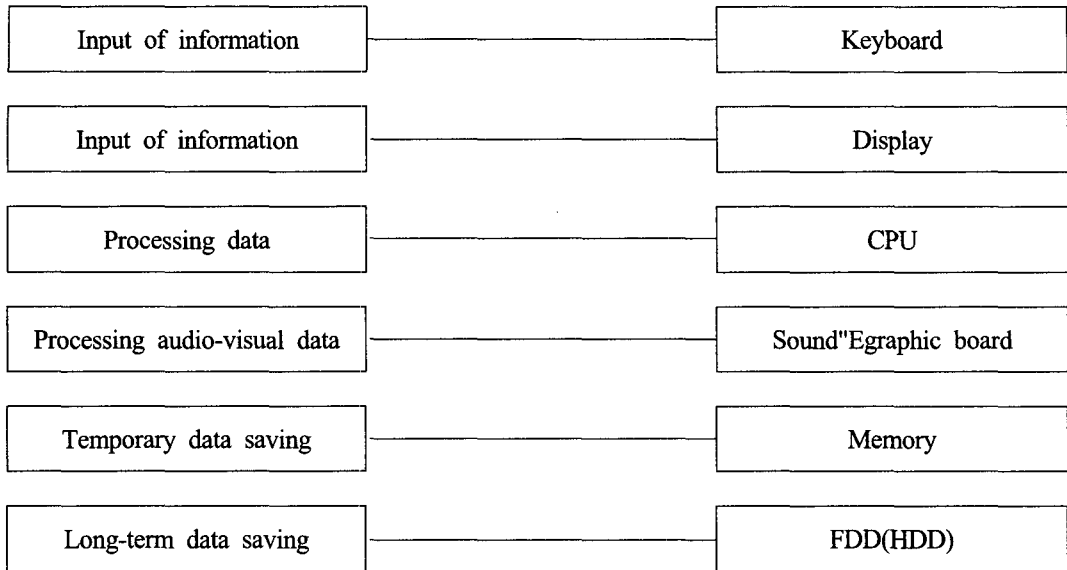 Input of information Keyboard
Input of information Display
Processing data CPU
Processing audio-visual data Sound"Egraphic board
Temporary data saving Memory
Long-term data saving FDD(HDD)